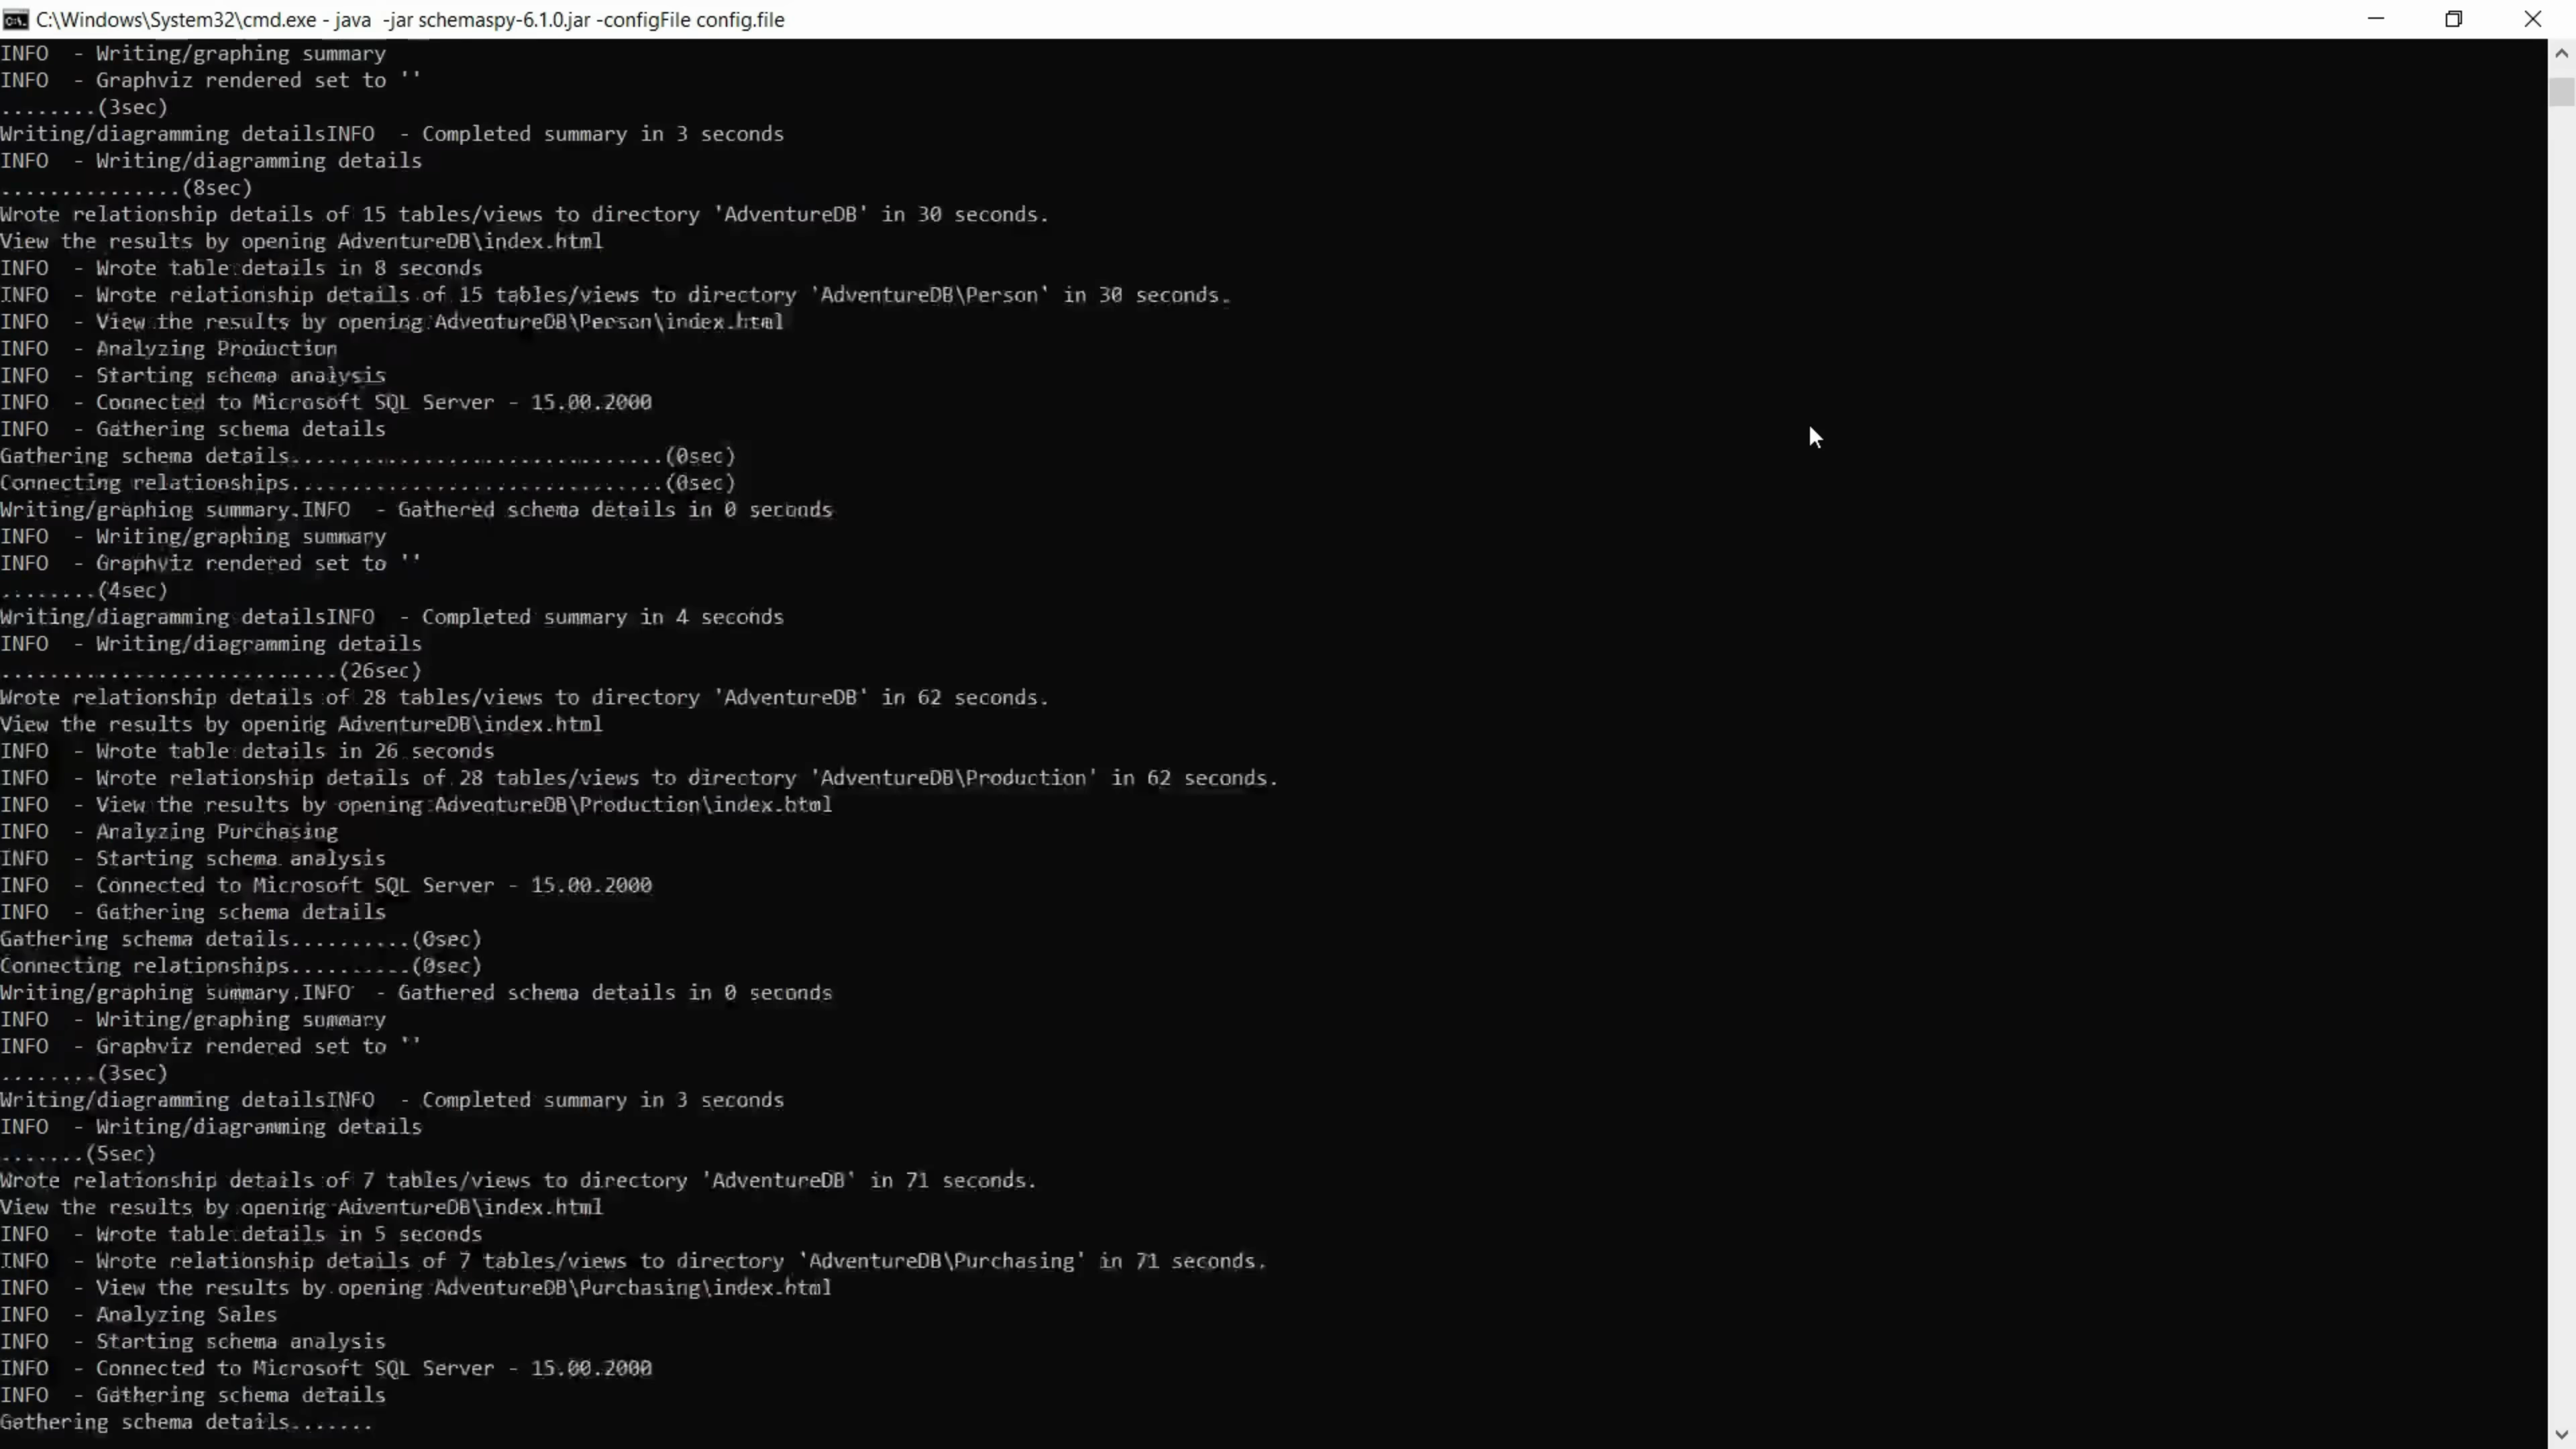 C:\Windows\System32\cmd.exe - java  -jar schemaspy-6.1.0.jar -configFile config.file
INFO  - Writing/graphing summary
INFO  - Graphviz rendered set to ''
........(3sec)
Writing/diagramming detailsINFO  - Completed summary in 3 seconds
INFO  - Writing/diagramming details
...............(8sec)
Wrote relationship details of 15 tables/views to directory 'AdventureDB' in 30 seconds.
View the results by opening AdventureDB\index.html
INFO  - Wrote table details in 8 seconds
INFO  - Wrote relationship details of 15 tables/views to directory 'AdventureDB\Person' in 30 seconds.
INFO  - View the results by opening AdventureDB\Person\index.html
INFO  - Analyzing Production
INFO  - Starting schema analysis
INFO  - Connected to Microsoft SQL Server - 15.00.2000
INFO  - Gathering schema details
Gathering schema details...............................(0sec)
Connecting relationships...............................(0sec)
Writing/graphing summary.INFO  - Gathered schema details in 0 seconds
INFO  - Writing/graphing summary
INFO  - Graphviz rendered set to ''
........(4sec)
Writing/diagramming detailsINFO  - Completed summary in 4 seconds
INFO  - Writing/diagramming details
............................(26sec)
Wrote relationship details of 28 tables/views to directory 'AdventureDB' in 62 seconds.
View the results by opening AdventureDB\index.html
INFO  - Wrote table details in 26 seconds
INFO  - Wrote relationship details of 28 tables/views to directory 'AdventureDB\Production' in 62 seconds.
INFO  - View the results by opening AdventureDB\Production\index.html
INFO  - Analyzing Purchasing
INFO  - Starting schema analysis
INFO  - Connected to Microsoft SQL Server - 15.00.2000
INFO  - Gathering schema details
Gathering schema details..........(0sec)
Connecting relationships..........(0sec)
Writing/graphing summary.INFO  - Gathered schema details in 0 seconds
INFO  - Writing/graphing summary
INFO  - Graphviz rendered set to ''
........(3sec)
Writing/diagramming detailsINFO  - Completed summary in 3 seconds
INFO  - Writing/diagramming details
.......(5sec)
Wrote relationship details of 7 tables/views to directory 'AdventureDB' in 71 seconds.
View the results by opening AdventureDB\index.html
INFO  - Wrote table details in 5 seconds
INFO  - Wrote relationship details of 7 tables/views to directory 'AdventureDB\Purchasing' in 71 seconds.
INFO  - View the results by opening AdventureDB\Purchasing\index.html
INFO  - Analyzing Sales
INFO  - Starting schema analysis
INFO  - Connected to Microsoft SQL Server - 15.00.2000
INFO  - Gathering schema details
Gathering schema details.......